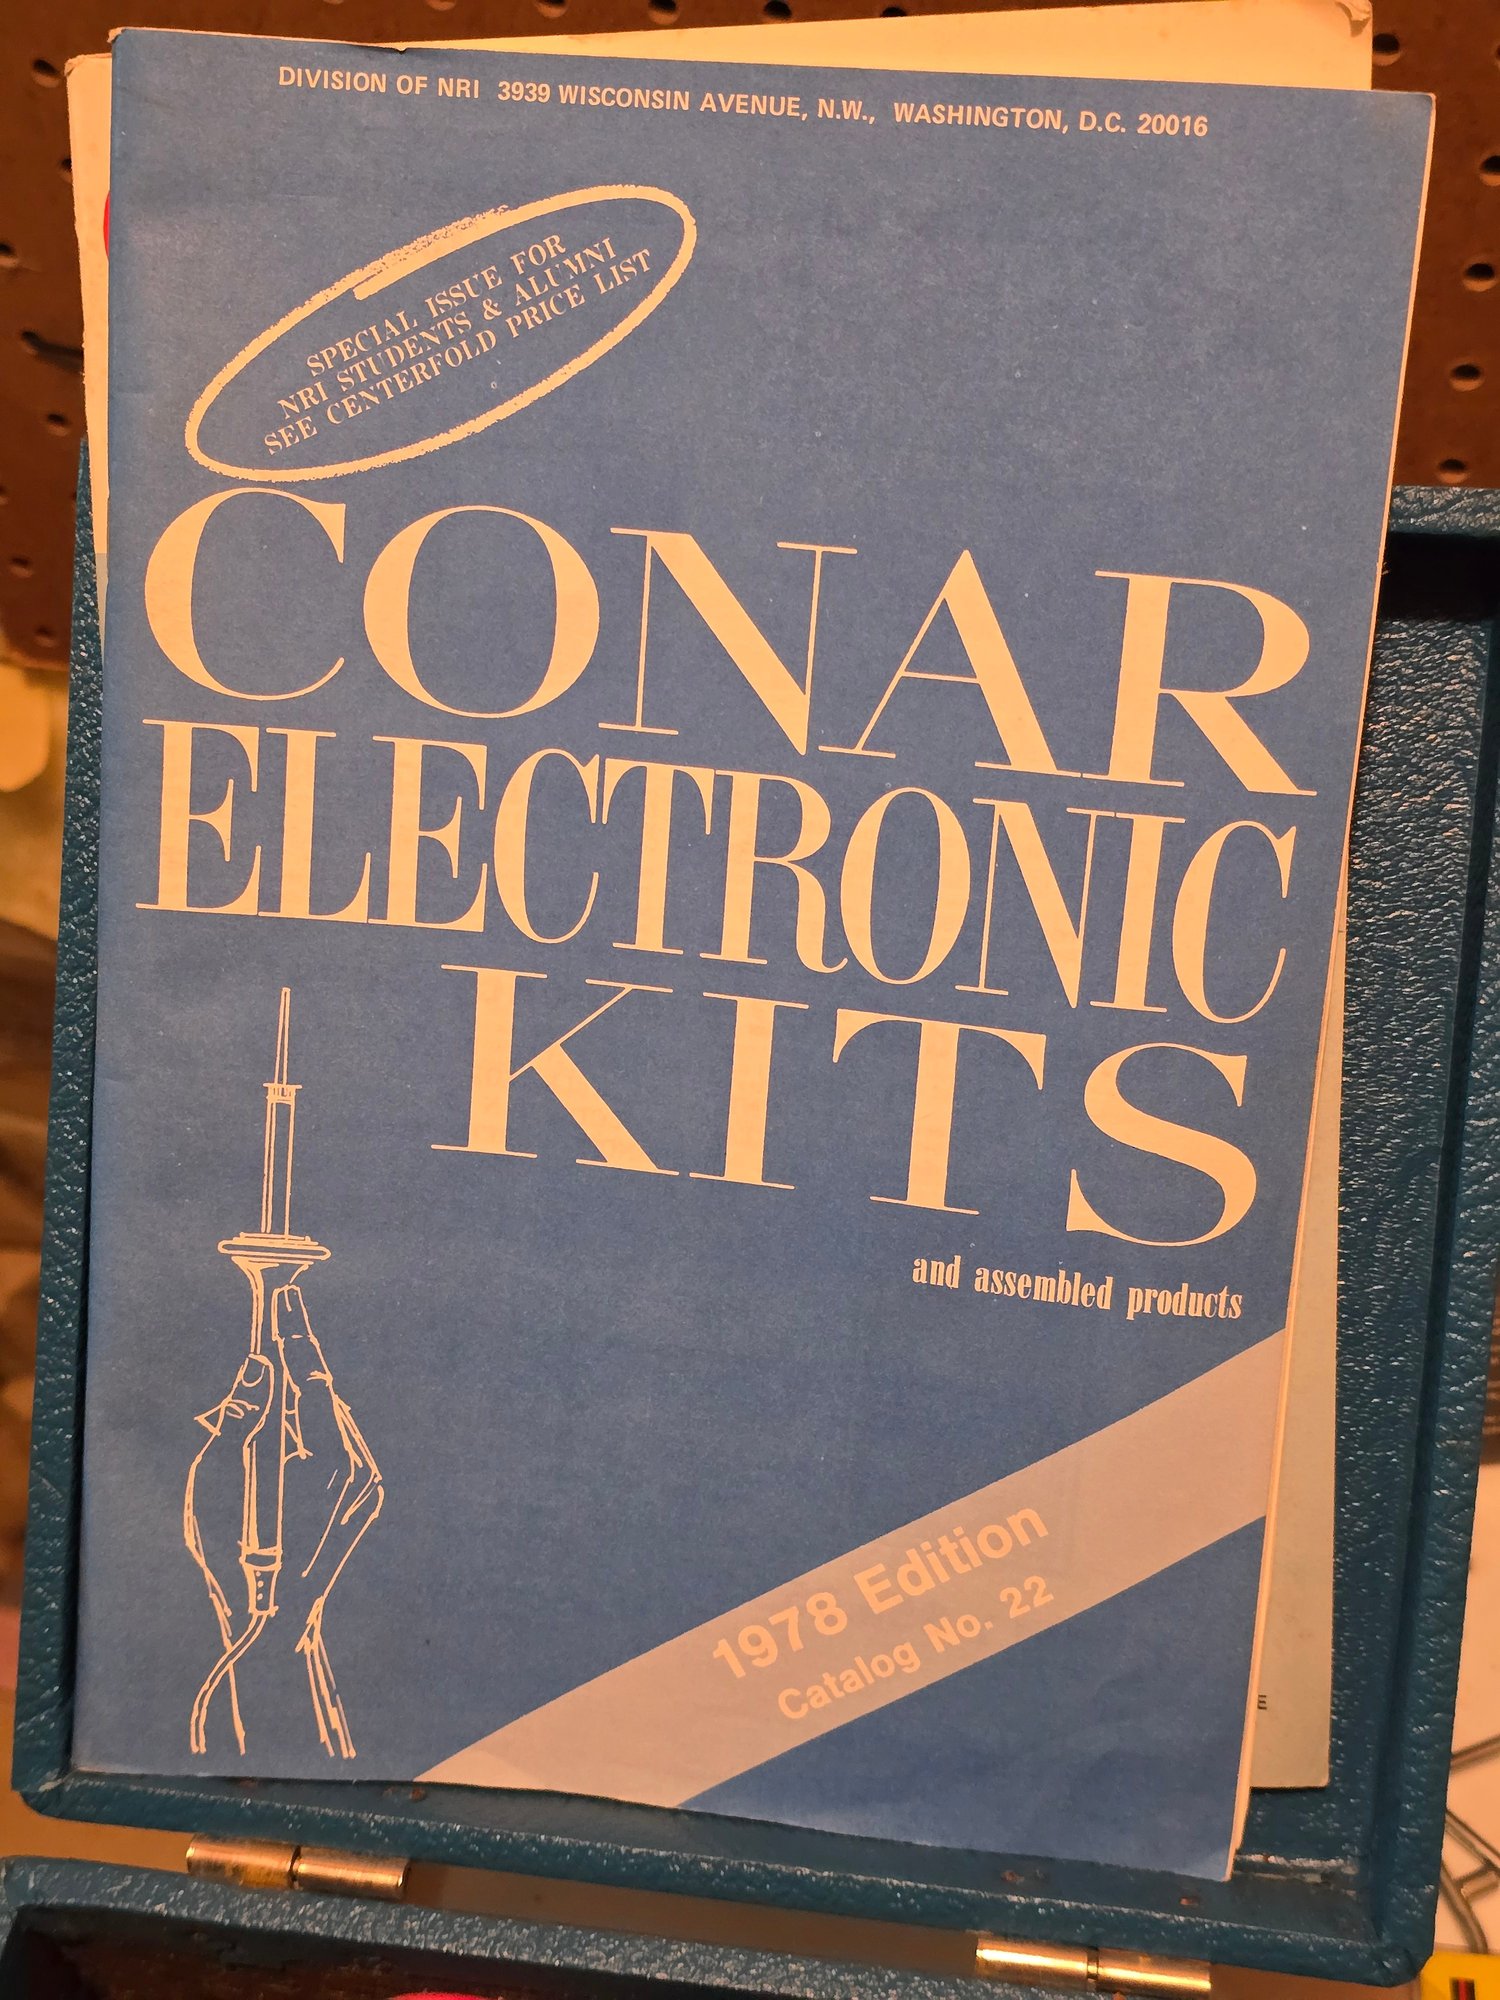 DIVISION OF NRI 3939 WISCONSIN AVENUE, N.W., WASHINGTON, D.C. 20016
SPECIAL ISSUE FOR
NRI STUDENTS & ALUMNI
SEE CENTERFOLD PRICE LIST
CONAR
ELECTRONIC
KITS
and assembled products
1978 Edition
Catalog No. 22
E